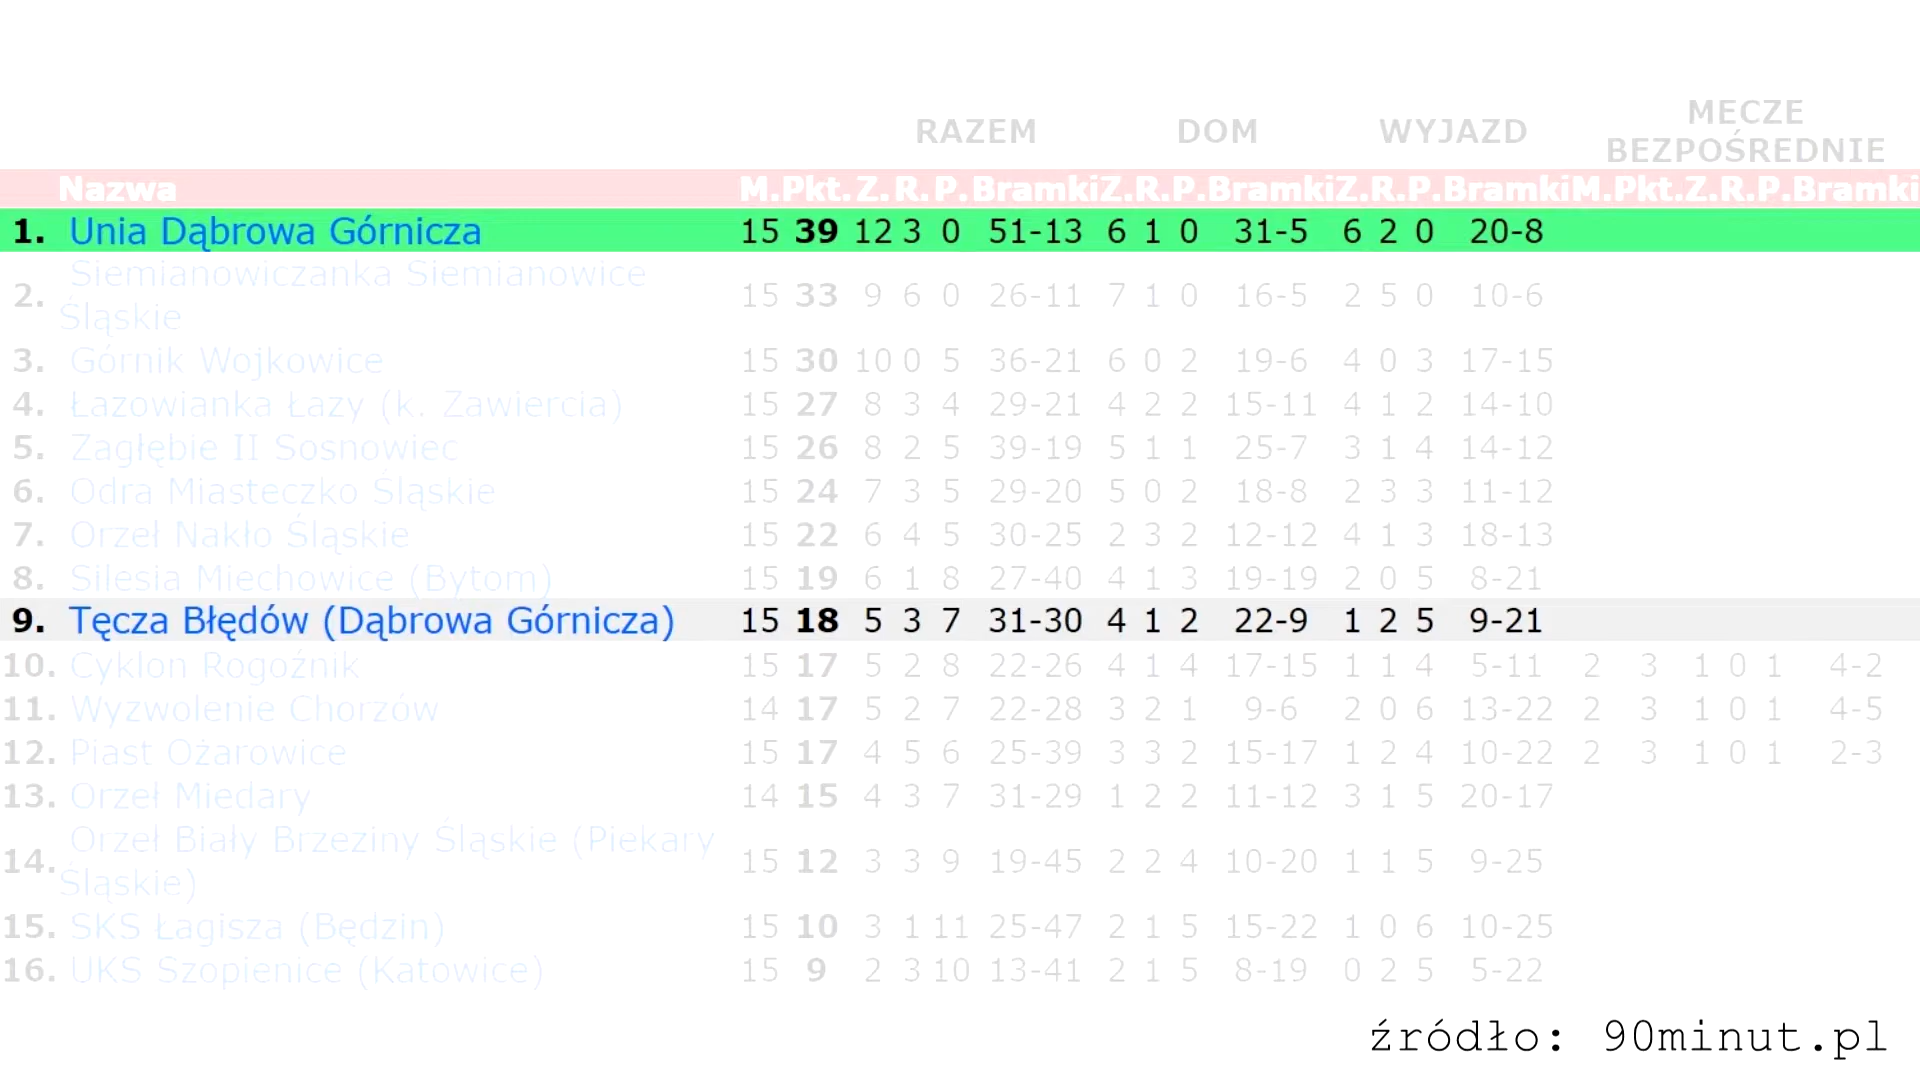 RAZEM DOM WYJAZD MECZE BEZPOŚREDNIE
Nazwa M. Pkt. Z. R. P. Bramki Z. R. P. Bramki Z. R. P. Bramki M. Pkt. Z. R. P. Bramki
1. Unia Dąbrowa Górnicza 15 39 12 3 0 51-13 6 1 0 31-5 6 2 0 20-8
2. Siemianowiczanka Siemianowice Śląskie 15 33 9 6 0 26-11 7 1 0 16-5 2 5 0 10-6
3. Górnik Wojkowice 15 30 10 0 5 36-21 6 0 2 19-6 4 0 3 17-15
4. Łazowianka Łazy (k. Zawiercia) 15 27 8 3 4 29-21 4 2 2 15-11 4 1 2 14-10
5. Zagłębie II Sosnowiec 15 26 8 2 5 39-19 5 1 1 25-7 3 1 4 14-12
6. Odra Miasteczko Śląskie 15 24 7 3 5 29-20 5 0 2 18-8 2 3 3 11-12
7. Orzeł Nakło Śląskie 15 22 6 4 5 30-25 2 3 2 12-12 4 1 3 18-13
8. Silesia Miechowice (Bytom) 15 19 6 1 8 27-40 4 1 3 19-19 2 0 5 8-21
9. Tęcza Błędów (Dąbrowa Górnicza) 15 18 5 3 7 31-30 4 1 2 22-9 1 2 5 9-21
10. Cyklon Rogoźnik 15 17 5 2 8 22-26 4 1 4 17-15 1 1 4 5-11 2 3 1 0 1 4-2
11. Wyzwolenie Chorzów 14 17 5 2 7 22-28 3 2 1 9-6 2 0 6 13-22 2 3 1 0 1 4-5
12. Piast Ożarowice 15 17 4 5 6 25-39 3 3 2 15-17 1 2 4 10-22 2 3 1 0 1 2-3
13. Orzeł Miedary 14 15 4 3 7 31-29 1 2 2 11-12 3 1 5 20-17
14. Orzeł Biały Brzeziny Śląskie (Piekary Śląskie) 15 12 3 3 9 19-45 2 2 4 10-20 1 1 5 9-25
15. SKS Łagisza (Będzin) 15 10 3 1 11 25-47 2 1 5 15-22 1 0 6 10-25
16. UKS Szopienice (Katowice) 15 9 2 3 10 13-41 2 1 5 8-19 0 2 5 5-22
źródło: 90minut.pl